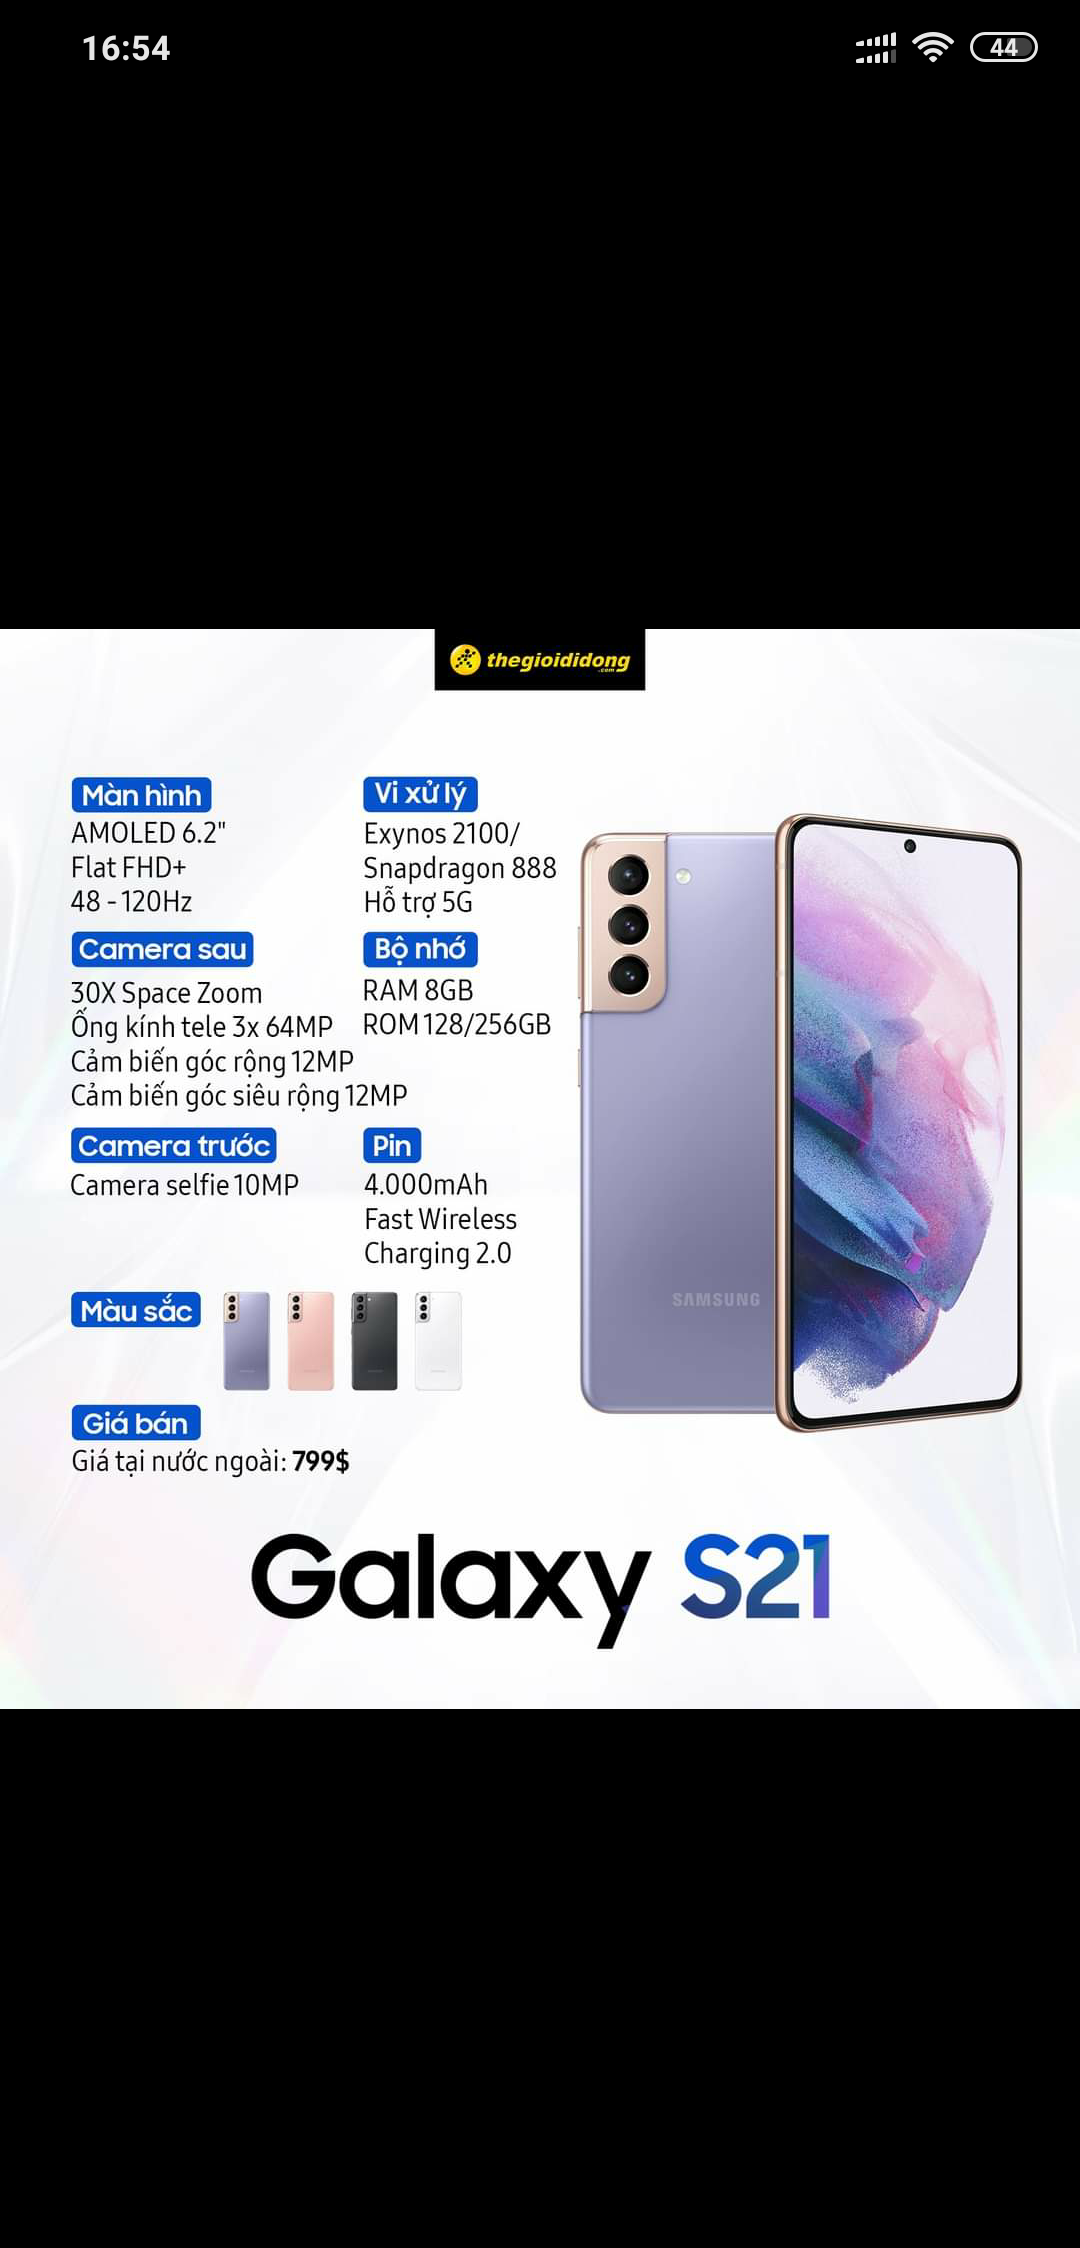 16:54
44
thegioididong
.com
Màn hình
AMOLED 6.2"
Flat FHD+
48 - 120Hz
Vi xử lý
Exynos 2100/
Snapdragon 888
Hỗ trợ 5G
Camera sau
30X Space Zoom
Ống kính tele 3x 64MP
Cảm biến góc rộng 12MP
Cảm biến góc siêu rộng 12MP
Bộ nhớ
RAM 8GB
ROM 128/256GB
Camera trước
Camera selfie 10MP
Pin
4.000mAh
Fast Wireless
Charging 2.0
Màu sắc
Giá bán
Giá tại nước ngoài: 799$
SAMSUNG
Galaxy S21